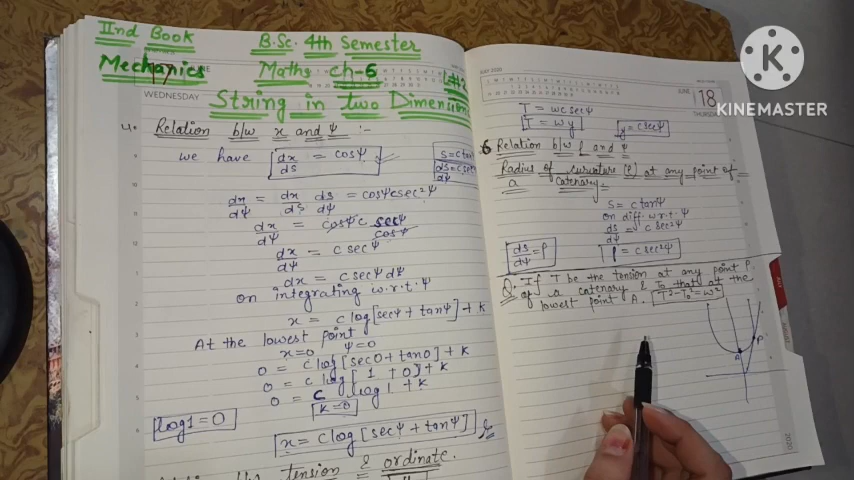 IInd Book
B.Sc. 4th Semester
Mechanics
Maths ch-6
WEDNESDAY
String in two Dimension
4. Relation b/w x and ψ :-
we have dx/ds = cosψ
s = c tanψ
dx/dψ = dx/ds ds/dψ = cosψ c sec²ψ
dx/dψ = cosψ c secψ/cosψ
dx/dψ = c secψ
dx = c secψ dψ
on integrating w.r.t. ψ
x = c log [secψ + tanψ] + k
At the lowest point
x=0 ψ=0
0 = c log [sec0 + tan0] + k
0 = c log [1 + 0] + k
0 = c log 1 + k
log 1 = 0
k = 0
x = c log [secψ + tanψ]
tension & ordinate.
JULY 2020
JUNE
18
THURSDAY
T = wc secψ
T = wy
y = c secψ
6 Relation b/w ρ and ψ
Radius of curvature (ρ) at any point of
a catenary:-
s = c tanψ
on diff. w.r.t. ψ
ds/dψ = c sec²ψ
ds/dψ = ρ
ρ = c sec²ψ
Q. If T be the tension at any point P
of a catenary & T₀ that at the
lowest point A. T² - T₀² = w²
A
P
2020
K
KINEMASTER